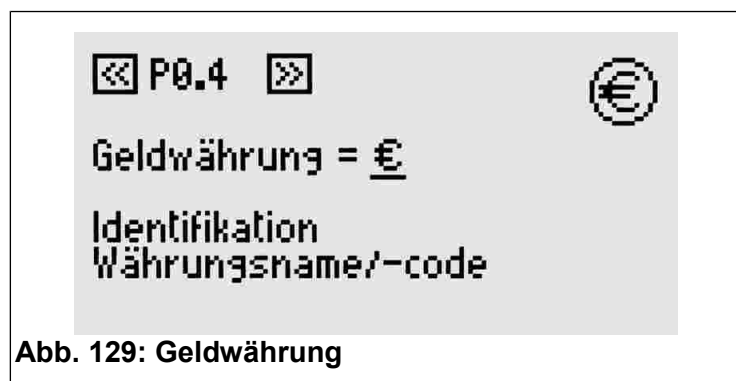 « P0.4 »
€
Geldwährung = €
Identifikation
Währungsname/-code
Abb. 129: Geldwährung